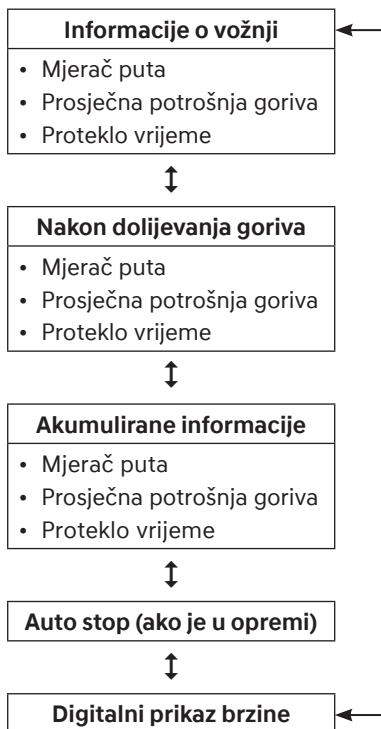 Informacije o vožnji
• Mjerač puta
• Prosječna potrošnja goriva
• Proteklo vrijeme
Nakon dolijevanja goriva
• Mjerač puta
• Prosječna potrošnja goriva
• Proteklo vrijeme
Akumulirane informacije
• Mjerač puta
• Prosječna potrošnja goriva
• Proteklo vrijeme
Auto stop (ako je u opremi)
Digitalni prikaz brzine